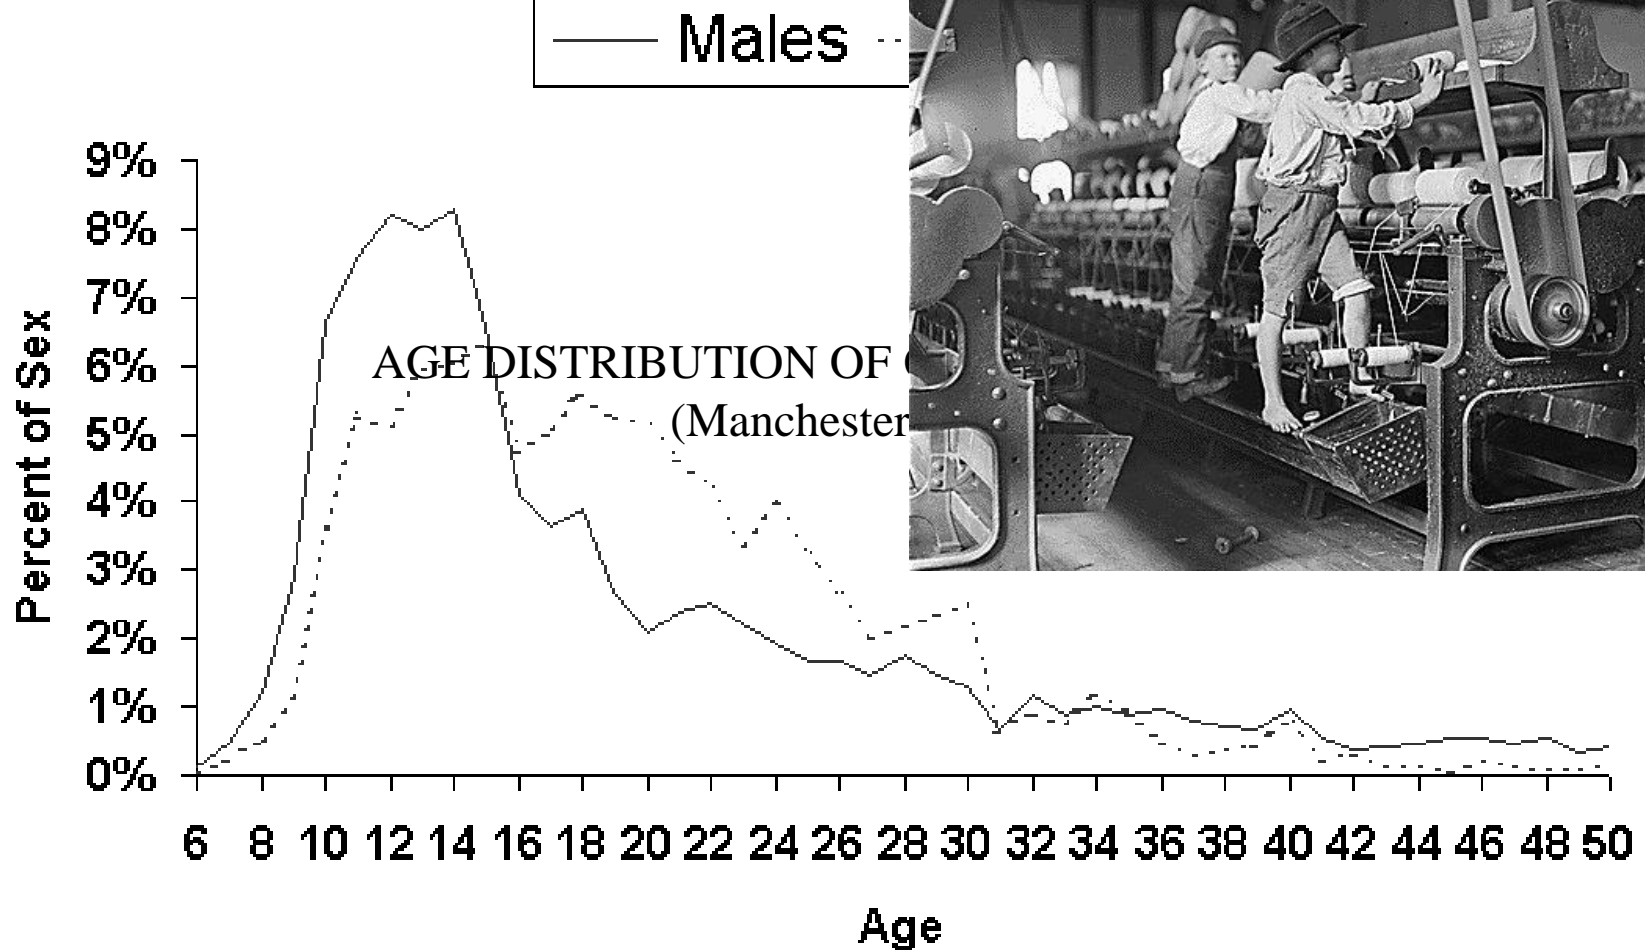 Males
9%
8%
7%
6%
5%
4%
3%
2%
1%
0%
Percent of Sex
AGE DISTRIBUTION OF
(Manchester
6 8 10 12 14 16 18 20 22 24 26 28 30 32 34 36 38 40 42 44 46 48 50
Age